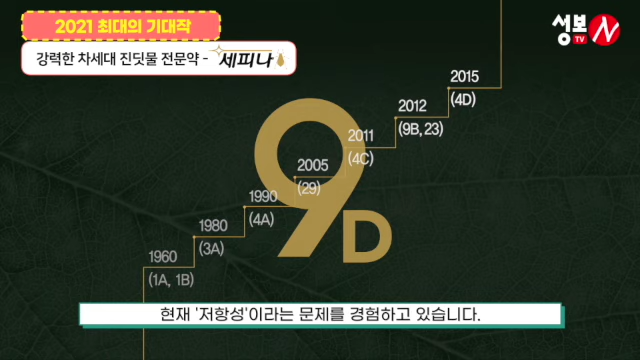 2021 최대의 기대작
강력한 차세대 진딧물 전문약 - 세피나
성보 TV N
2015
(4D)
2012
(9B, 23)
2011
(4C)
2005
(29)
1990
(4A)
1980
(3A)
1960
(1A, 1B)
9D
현재 '저항성'이라는 문제를 경험하고 있습니다.